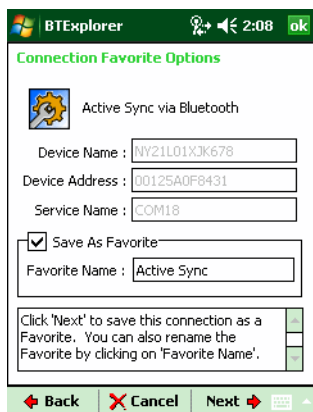 BTExplorer 2:08 ok
Connection Favorite Options
Active Sync via Bluetooth
Device Name : NY21L01XJK678
Device Address : 00125A0F8431
Service Name : COM18
Save As Favorite
Favorite Name : Active Sync
Click 'Next' to save this connection as a
Favorite. You can also rename the
Favorite by clicking on 'Favorite Name'.
Back Cancel Next